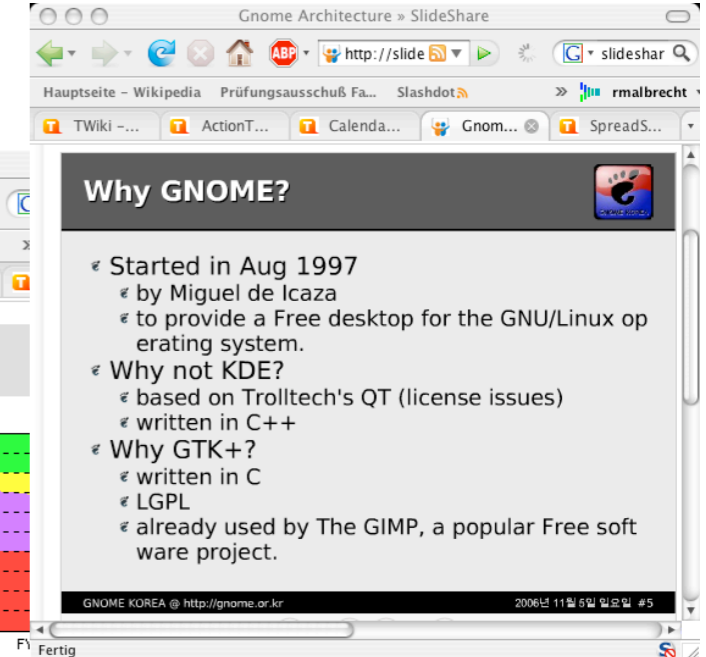 Gnome Architecture » SlideShare
ABP http://slide G slideshar
Hauptseite – Wikipedia Prüfungsausschuß Fa... Slashdot » rmalbrecht
TWiki –... ActionT... Calenda... Gnom... SpreadS...
Why GNOME?
GNOME KOREA
Started in Aug 1997
by Miguel de Icaza
to provide a Free desktop for the GNU/Linux op
erating system.
Why not KDE?
based on Trolltech's QT (license issues)
written in C++
Why GTK+?
written in C
LGPL
already used by The GIMP, a popular Free soft
ware project.
GNOME KOREA @ http://gnome.or.kr 2006년 11월 5일 일요일 #5
Fertig